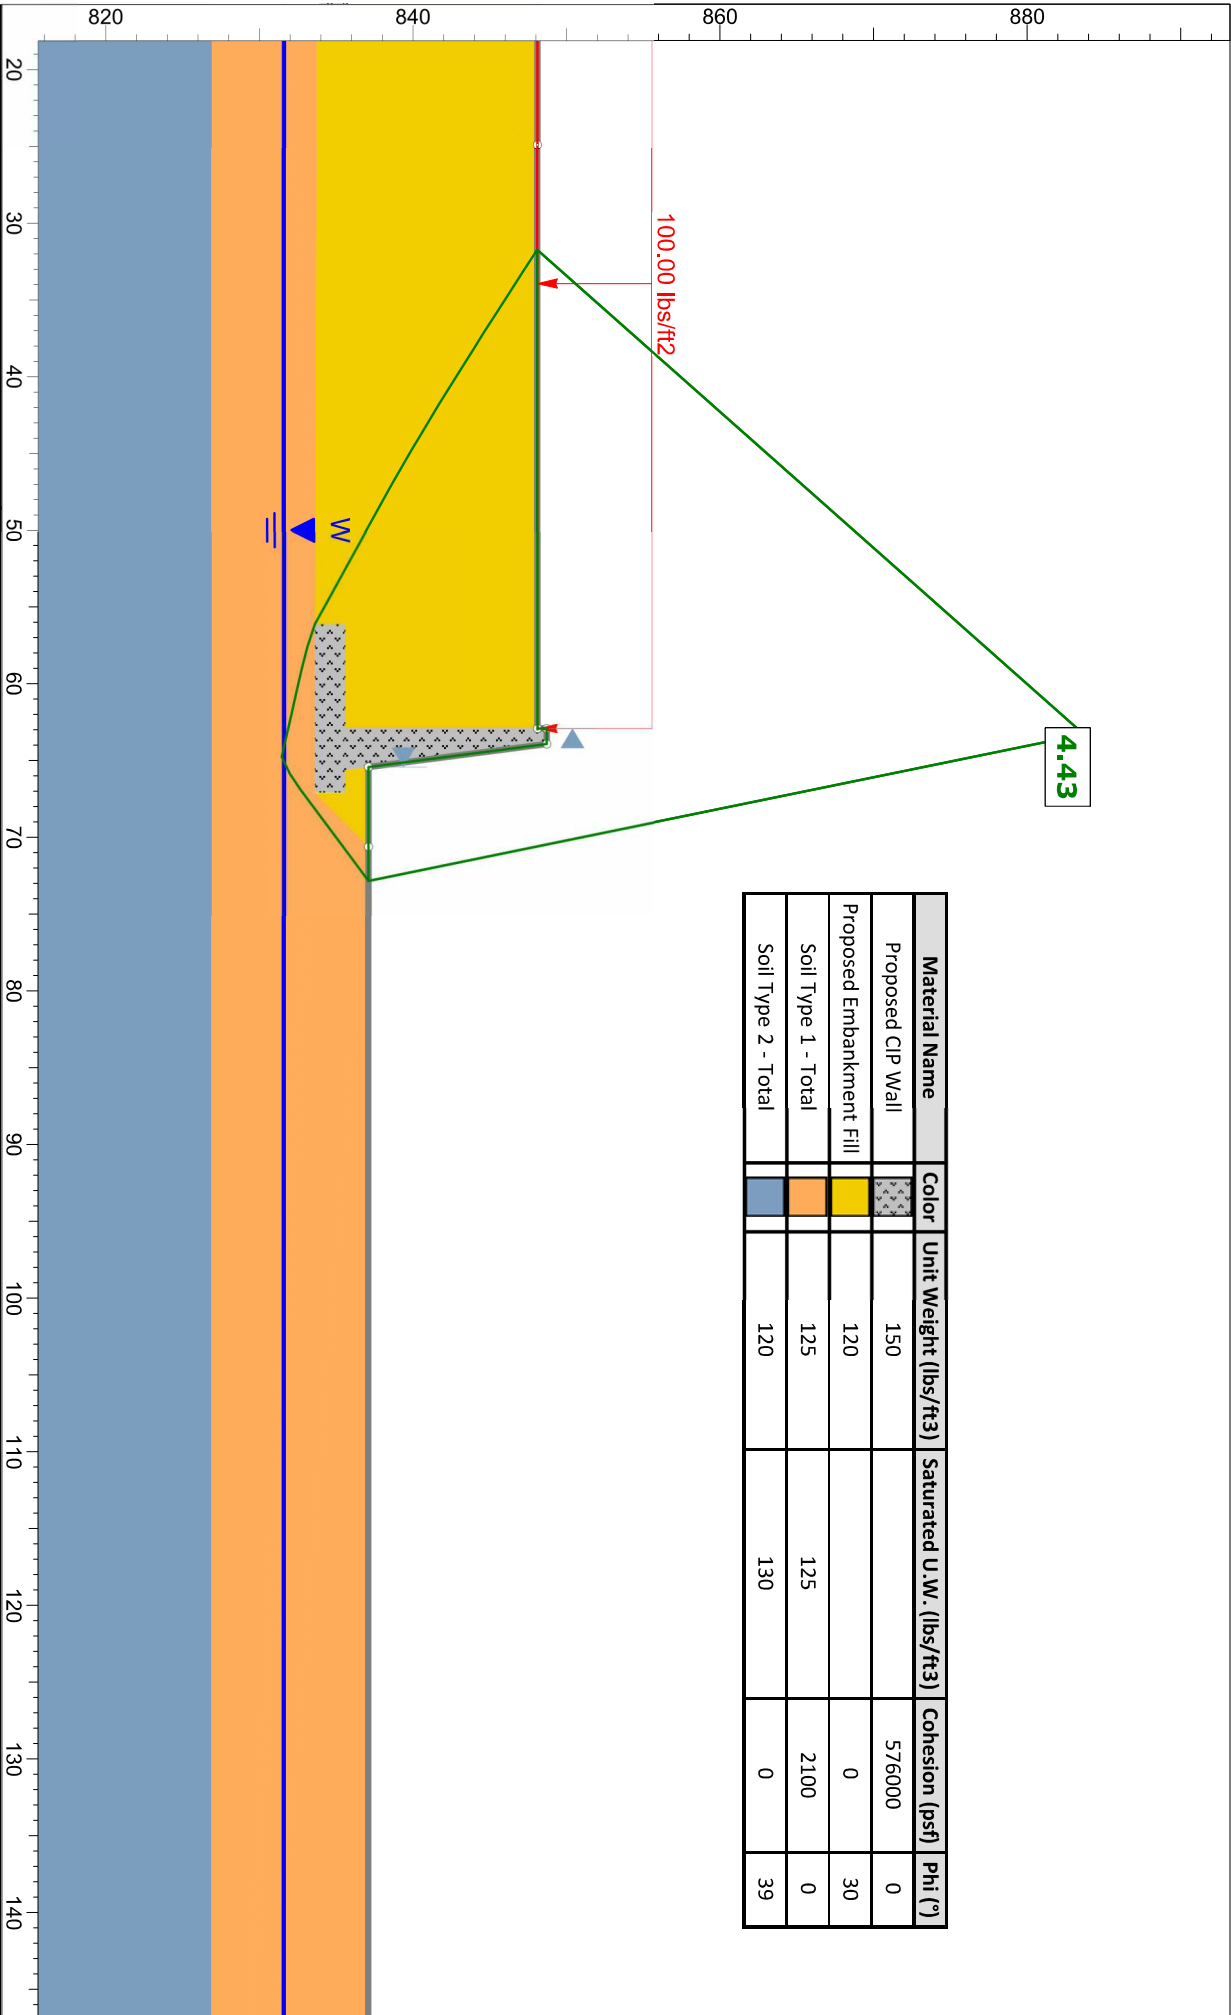 820 840 860 880
20
30
40
50
60
70
80
90
100
110
120
130
140
100.00 lbs/ft2
W
4.43
Material Name Color Unit Weight (lbs/ft3) Saturated U.W. (lbs/ft3) Cohesion (psf) Phi (°)
Proposed CIP Wall 150 576000 0
Proposed Embankment Fill 120 0 30
Soil Type 1 - Total 125 125 2100 0
Soil Type 2 - Total 120 130 0 39